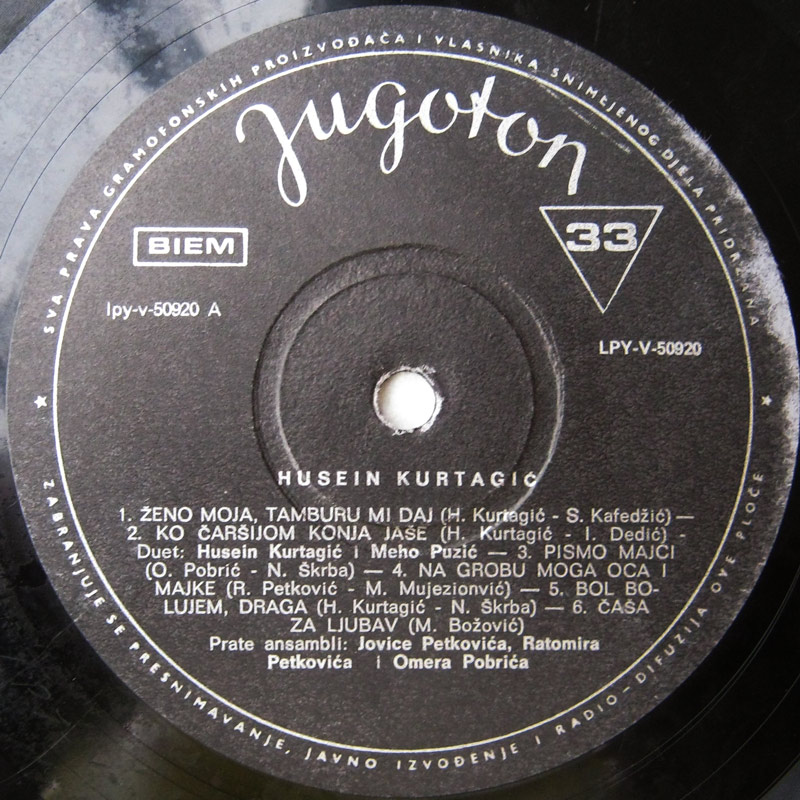 SVA PRAVA GRAMOFONSKIH PROIZVOĐAČA I VLASNIKA SNIMLJENOG DJELA PRIDRŽANA
Jugoton
BIEM
33
lpy-v-50920 A
LPY-V-50920
HUSEIN KURTAGIĆ
1. ŽENO MOJA, TAMBURU MI DAJ (H. Kurtagić - S. Kafedžić) —
2. KO ČARŠIJOM KONJA JAŠE (H. Kurtagić - I. Dedić) -
Duet: Husein Kurtagić i Meho Puzić — 3. PISMO MAJCI
(O. Pobrić - N. Škrba) — 4. NA GROBU MOGA OCA I
MAJKE (R. Petković - M. Mujezionvić) — 5. BOL BO-
LUJEM, DRAGA (H. Kurtagić - N. Škrba) — 6. ČAŠA
ZA LJUBAV (M. Božović)
Prate ansambli: Jovice Petkovića, Ratomira
Petkovića i Omera Pobrića
ZABRANJUJE SE PRESNIMAVANJE, JAVNO IZVOĐENJE I RADIO-DIFUZIJA OVE PLOČE